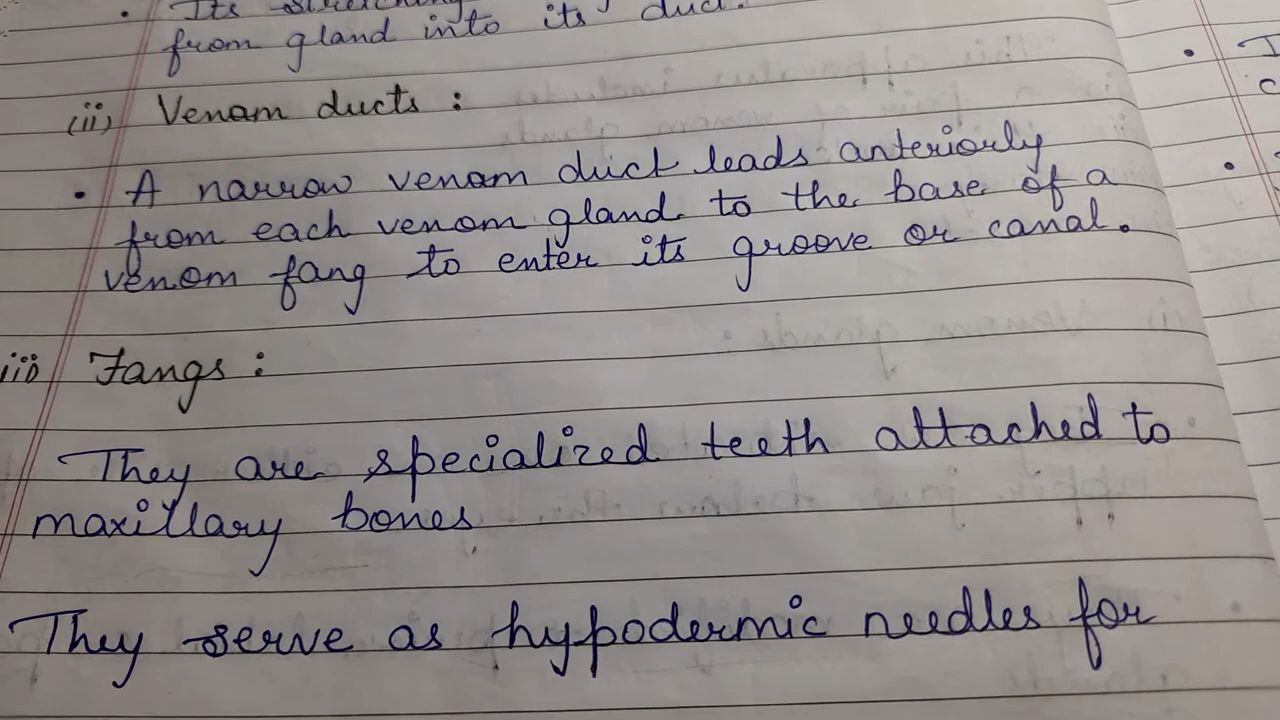 • Its stretching
from gland into its duct.
(ii) Venam ducts :
• A narrow venam duct leads anteriorly
from each venom gland to the base of a
venom fang to enter its groove or canal.
iii) Fangs :
They are specialized teeth attached to
maxillary bones
They serve as hypodermic needles for